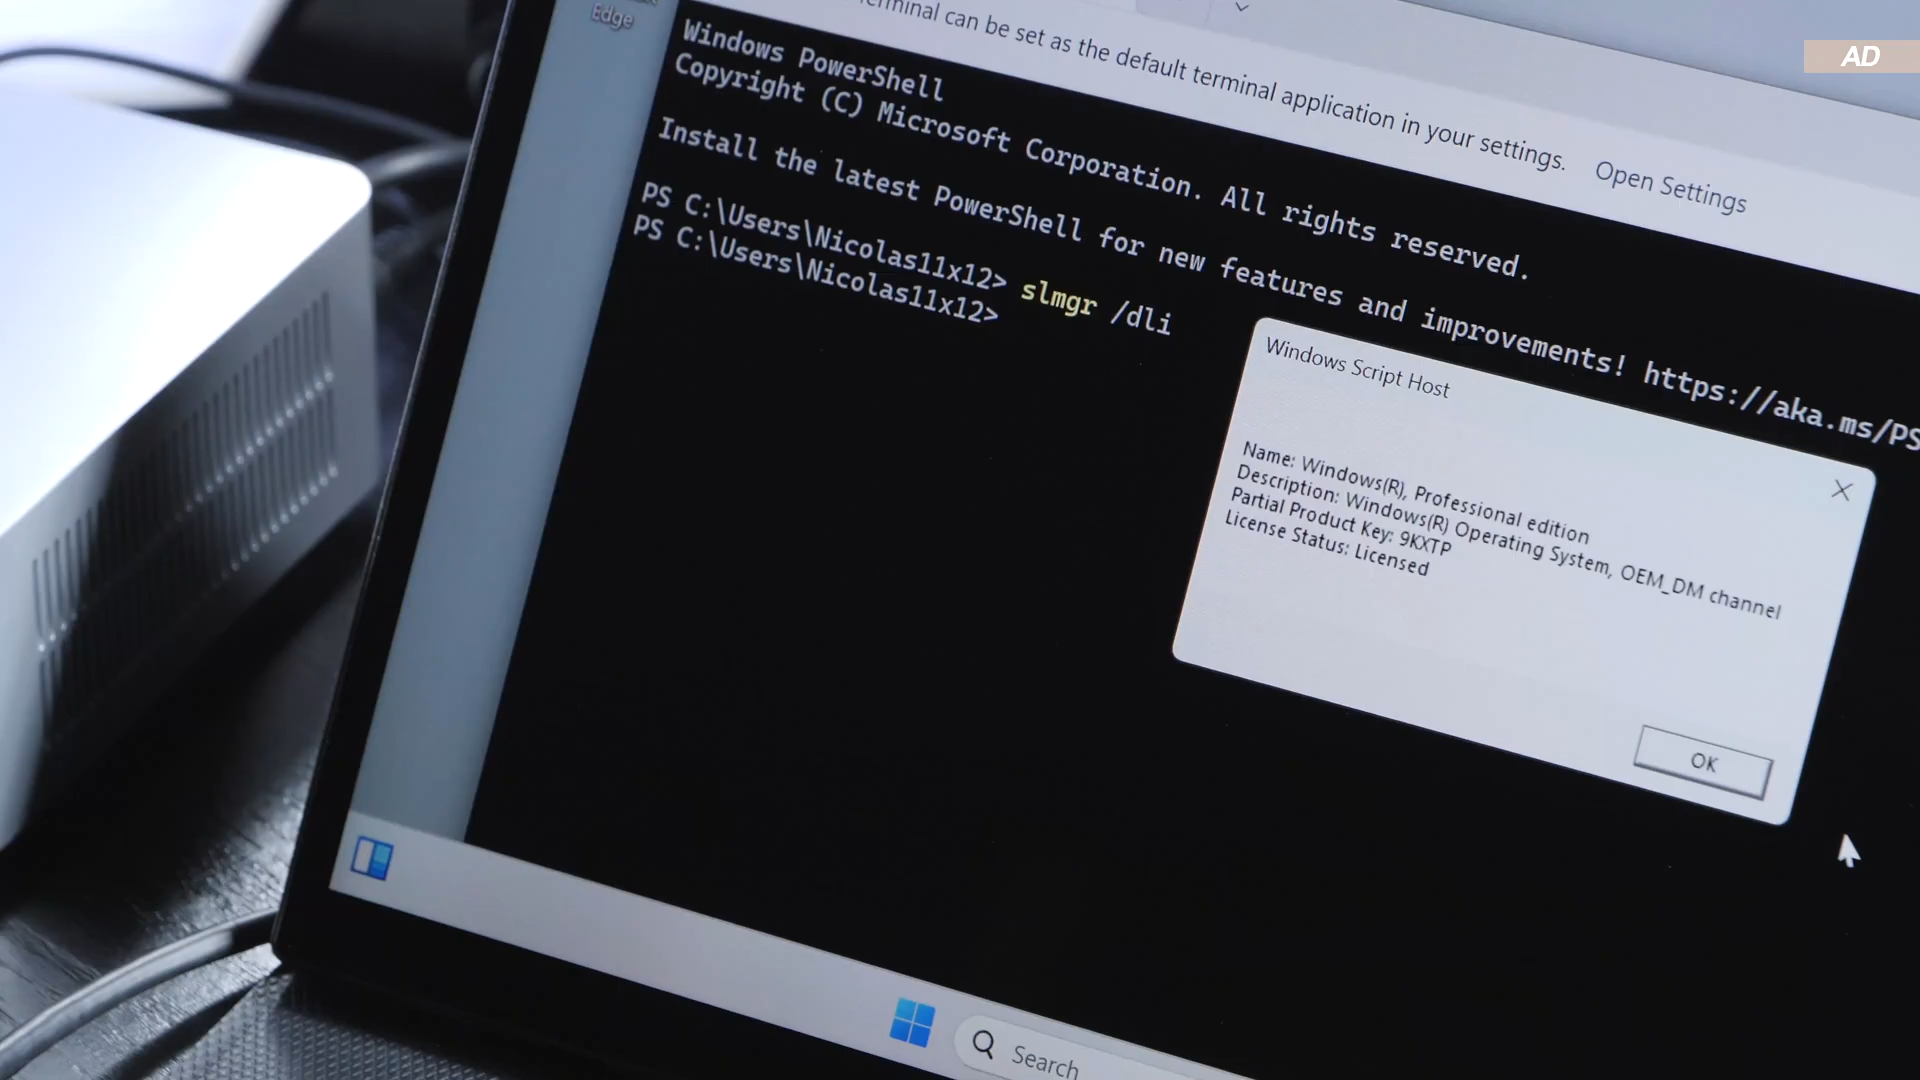 AD
Edge
Terminal can be set as the default terminal application in your settings. Open Settings
Windows PowerShell
Copyright (C) Microsoft Corporation. All rights reserved.
Install the latest PowerShell for new features and improvements! https://aka.ms/PS
PS C:\Users\Nicolas11x12> slmgr /dli
PS C:\Users\Nicolas11x12>
Windows Script Host
Name: Windows(R), Professional edition
Description: Windows(R) Operating System, OEM_DM channel
Partial Product Key: 9KXTP
License Status: Licensed
OK
Search